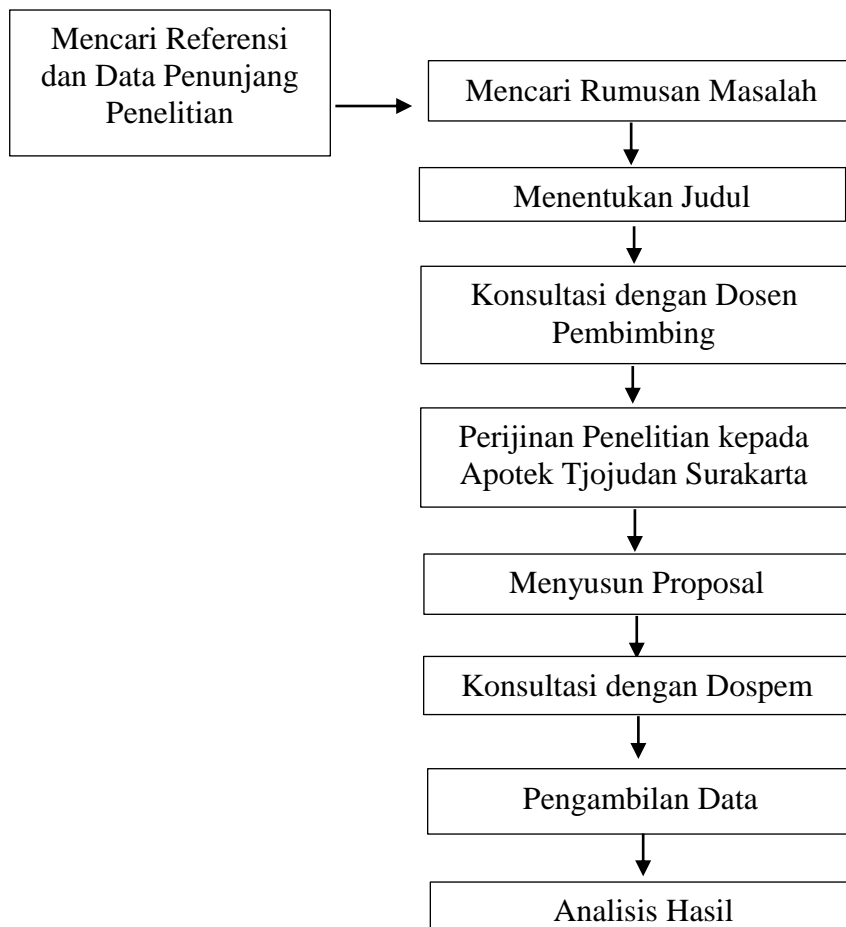 Mencari Referensi
dan Data Penunjang
Penelitian
Mencari Rumusan Masalah
Menentukan Judul
Konsultasi dengan Dosen
Pembimbing
Perijinan Penelitian kepada
Apotek Tjojudan Surakarta
Menyusun Proposal
Konsultasi dengan Dospem
Pengambilan Data
Analisis Hasil